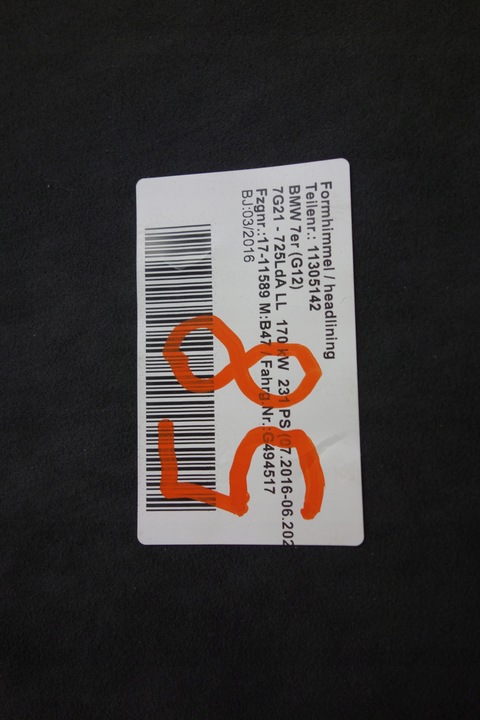 Formhimmel / headlining
Teilenr.: 11305142
BMW 7er (G12)
7G21 - 725LdA LL 170 kW 231 PS (07.2016-06.202
Fzgnr.:17-11589 M:B47 / Fahrg.Nr.:G494517
BJ:03/2016
85